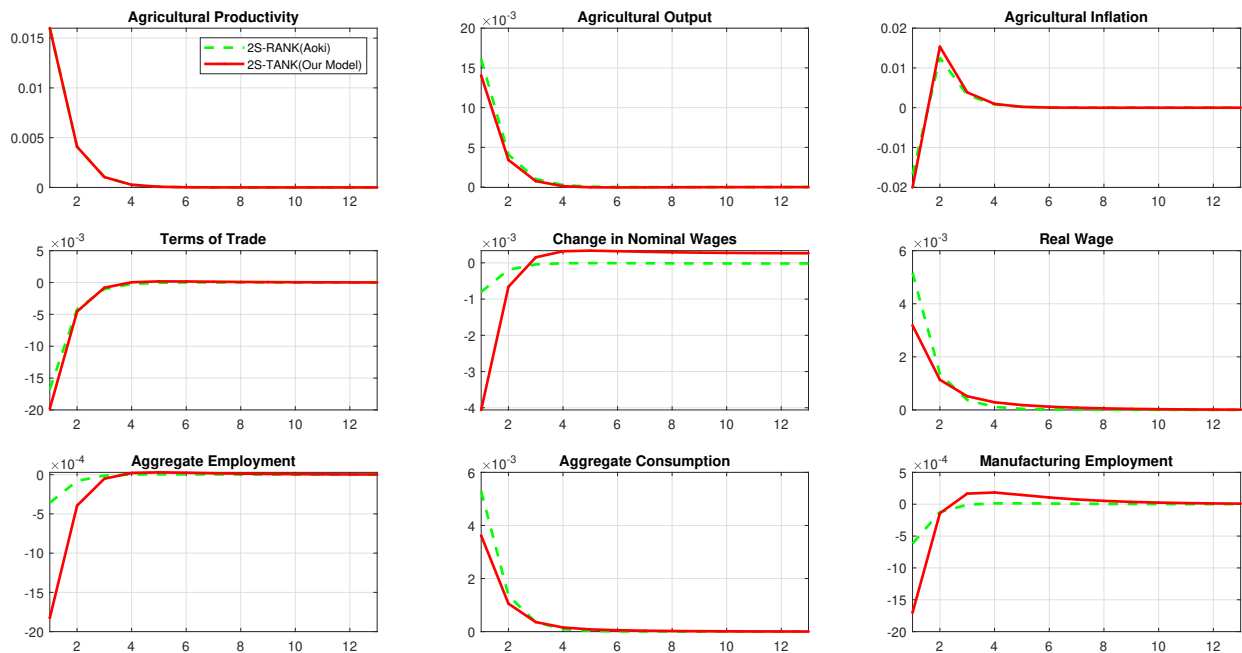 Agricultural Productivity
0.015
0.01
0.005
0
2 4 6 8 10 12
2S-RANK(Aoki)
2S-TANK(Our Model)
Agricultural Output
×10-3
20
15
10
5
0
2 4 6 8 10 12
Agricultural Inflation
0.02
0.01
0
-0.01
-0.02
2 4 6 8 10 12
Terms of Trade
×10-3
5
0
-5
-10
-15
-20
2 4 6 8 10 12
Change in Nominal Wages
×10-3
0
-1
-2
-3
-4
2 4 6 8 10 12
Real Wage
×10-3
6
4
2
0
2 4 6 8 10 12
Aggregate Employment
×10-4
0
-5
-10
-15
-20
2 4 6 8 10 12
Aggregate Consumption
×10-3
6
4
2
0
2 4 6 8 10 12
Manufacturing Employment
×10-4
5
0
-5
-10
-15
-20
2 4 6 8 10 12